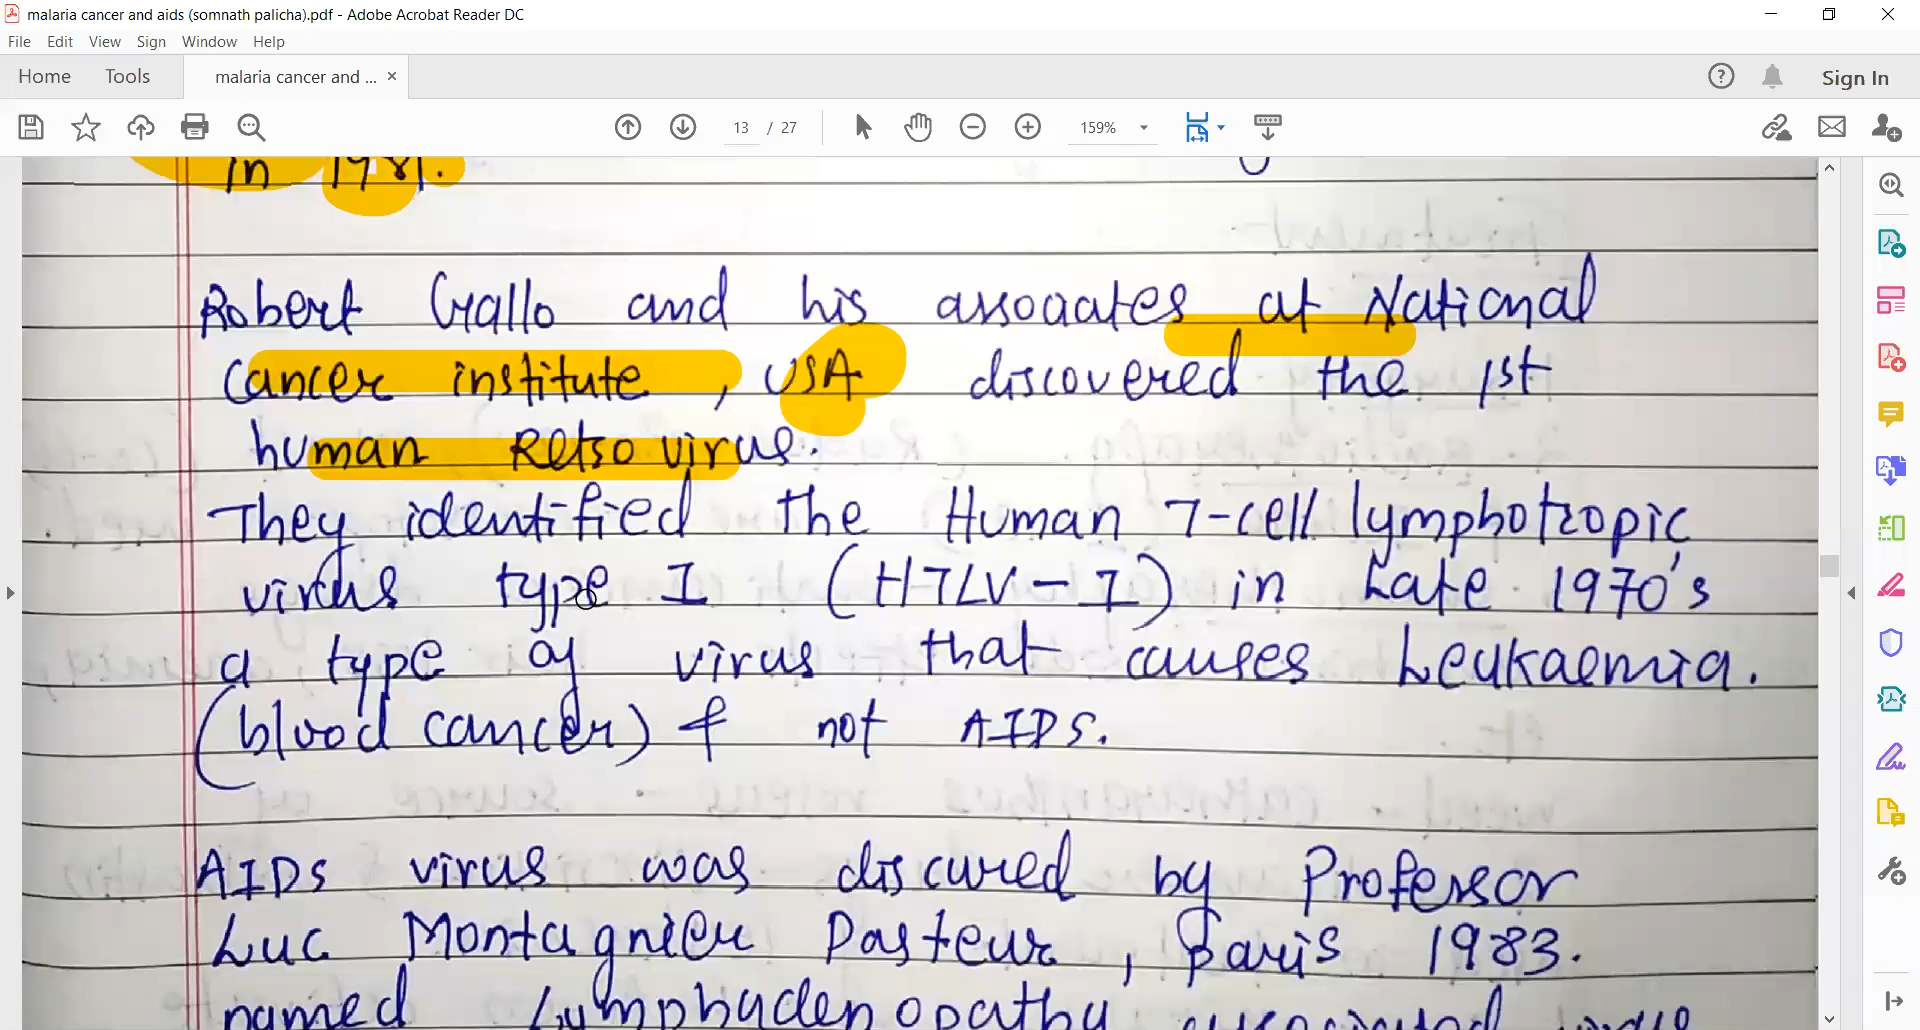 malaria cancer and aids (somnath palicha).pdf - Adobe Acrobat Reader DC
File Edit View Sign Window Help
Home Tools malaria cancer and ... × Sign In
13 / 27 159%
in 1981.
Robert Gallo and his associates at National
Cancer institute , USA discovered the 1st
human Retrovirus.
They identified the Human T-cell lymphotropic
virus type I (HTLV-I) in Late 1970's
a type of virus that causes Leukaemia.
(blood cancer) & not AIDS.
AIDs virus was discured by Professor
Luc Montagnier Pasteur, Paris 1983.
named Lymphadenopathy associated virus